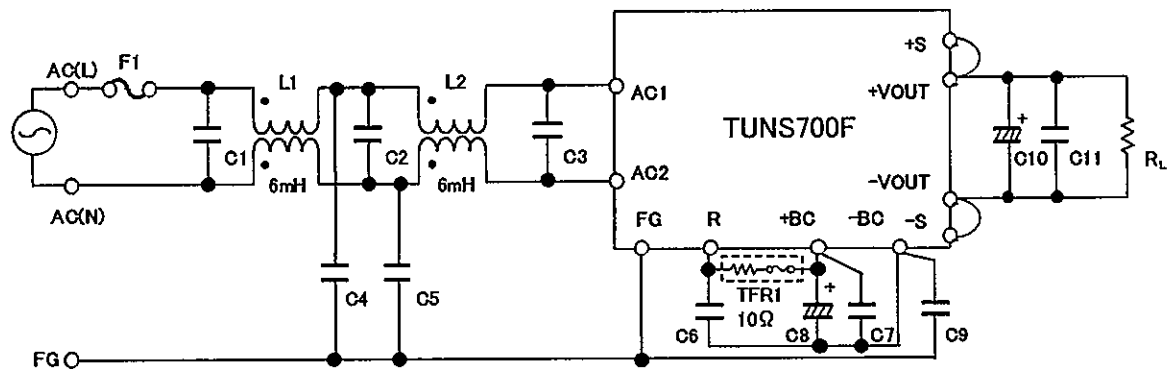 AC(L)
F1
L1
L2
C1
C2
C3
6mH
6mH
AC(N)
AC1
AC2
TUNS700F
+S
+VOUT
-VOUT
-S
FG
R
+BC
-BC
+
C10
C11
RL
TFR1
10Ω
+
C4
C5
C6
C8
C7
C9
FG